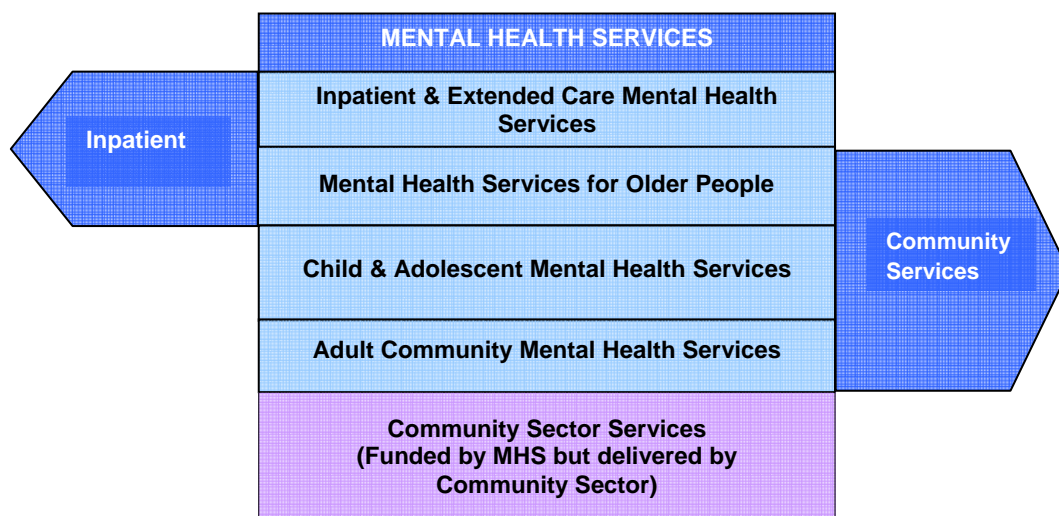 MENTAL HEALTH SERVICES
Inpatient & Extended Care Mental Health
Services
Inpatient
Mental Health Services for Older People
Community
Services
Child & Adolescent Mental Health Services
Adult Community Mental Health Services
Community Sector Services
(Funded by MHS but delivered by
Community Sector)